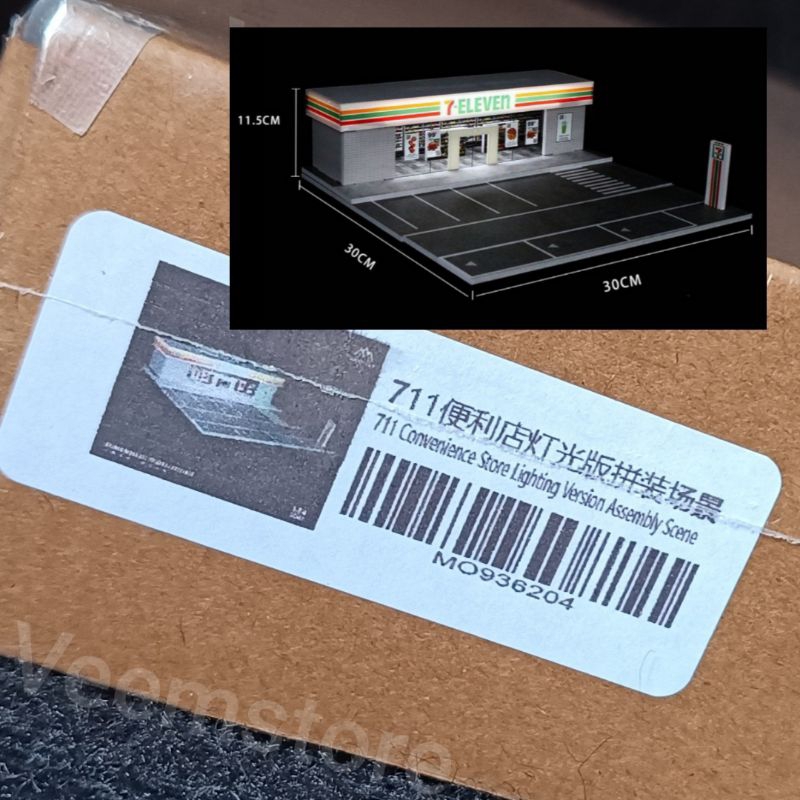 7-ELEVEN
11.5CM
30CM
30CM
711便利店灯光版拼装场景
711 Convenience Store Lighting Version Assembly Scene
MO936204
Veemstore